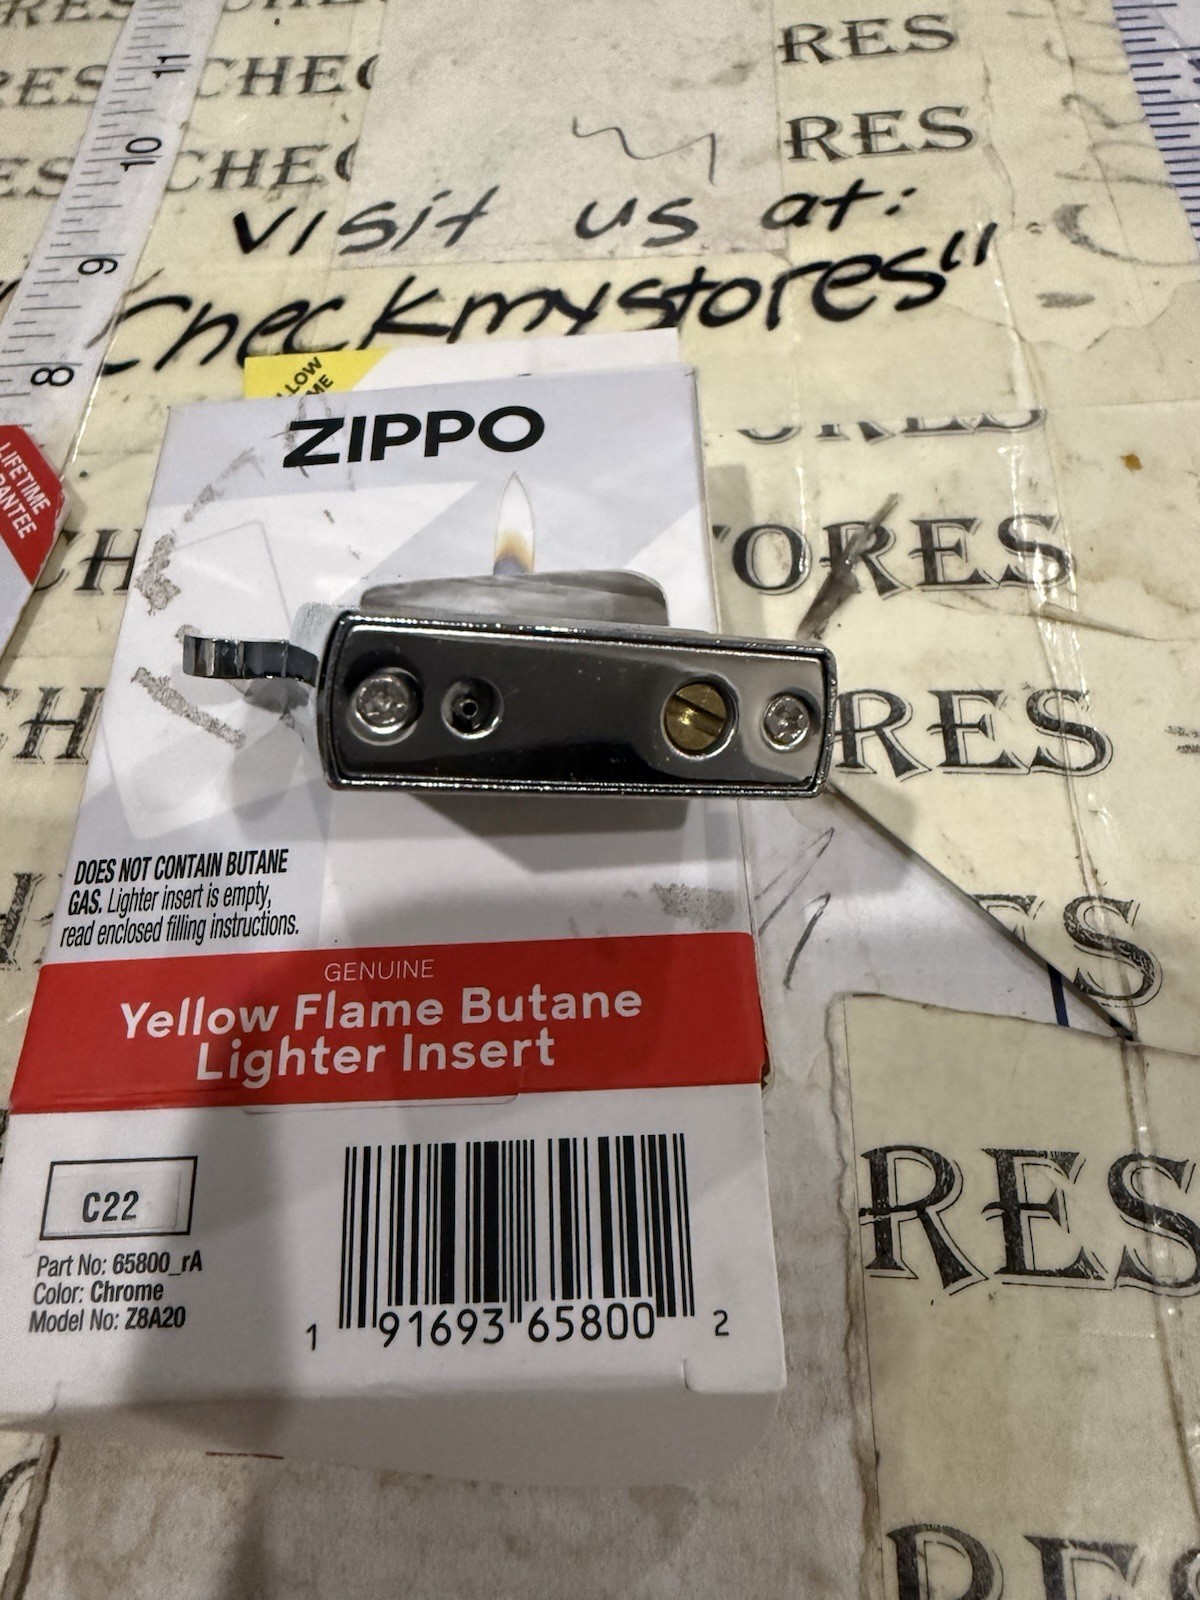 11
CHEC
RES
10
CHEC
RES
visit us at:
9
"Checkmystores"
8
ZIPPO
LIFETIME
TORES
CH
RES
DOES NOT CONTAIN BUTANE
GAS. Lighter insert is empty,
read enclosed filling instructions.
GENUINE
Yellow Flame Butane
Lighter Insert
C22
Part No: 65800_rA
Color: Chrome
Model No: Z8A20
1 91693 65800 2
RES